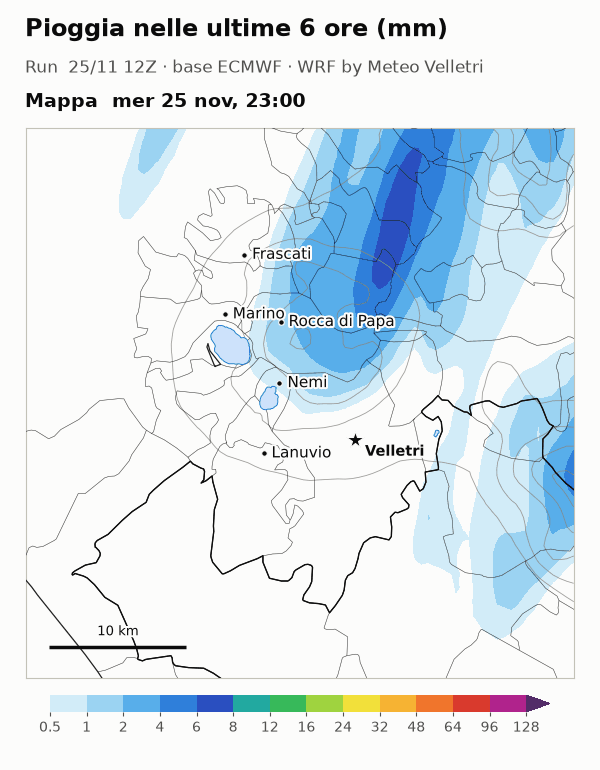 Pioggia nelle ultime 6 ore (mm)
Run  25/11 12Z · base ECMWF · WRF by Meteo Velletri
Mappa  mer 25 nov, 23:00
Frascati
Marino
Rocca di Papa
Nemi
Velletri
Lanuvio
10 km
0.5 1 2 4 6 8 12 16 24 32 48 64 96 128